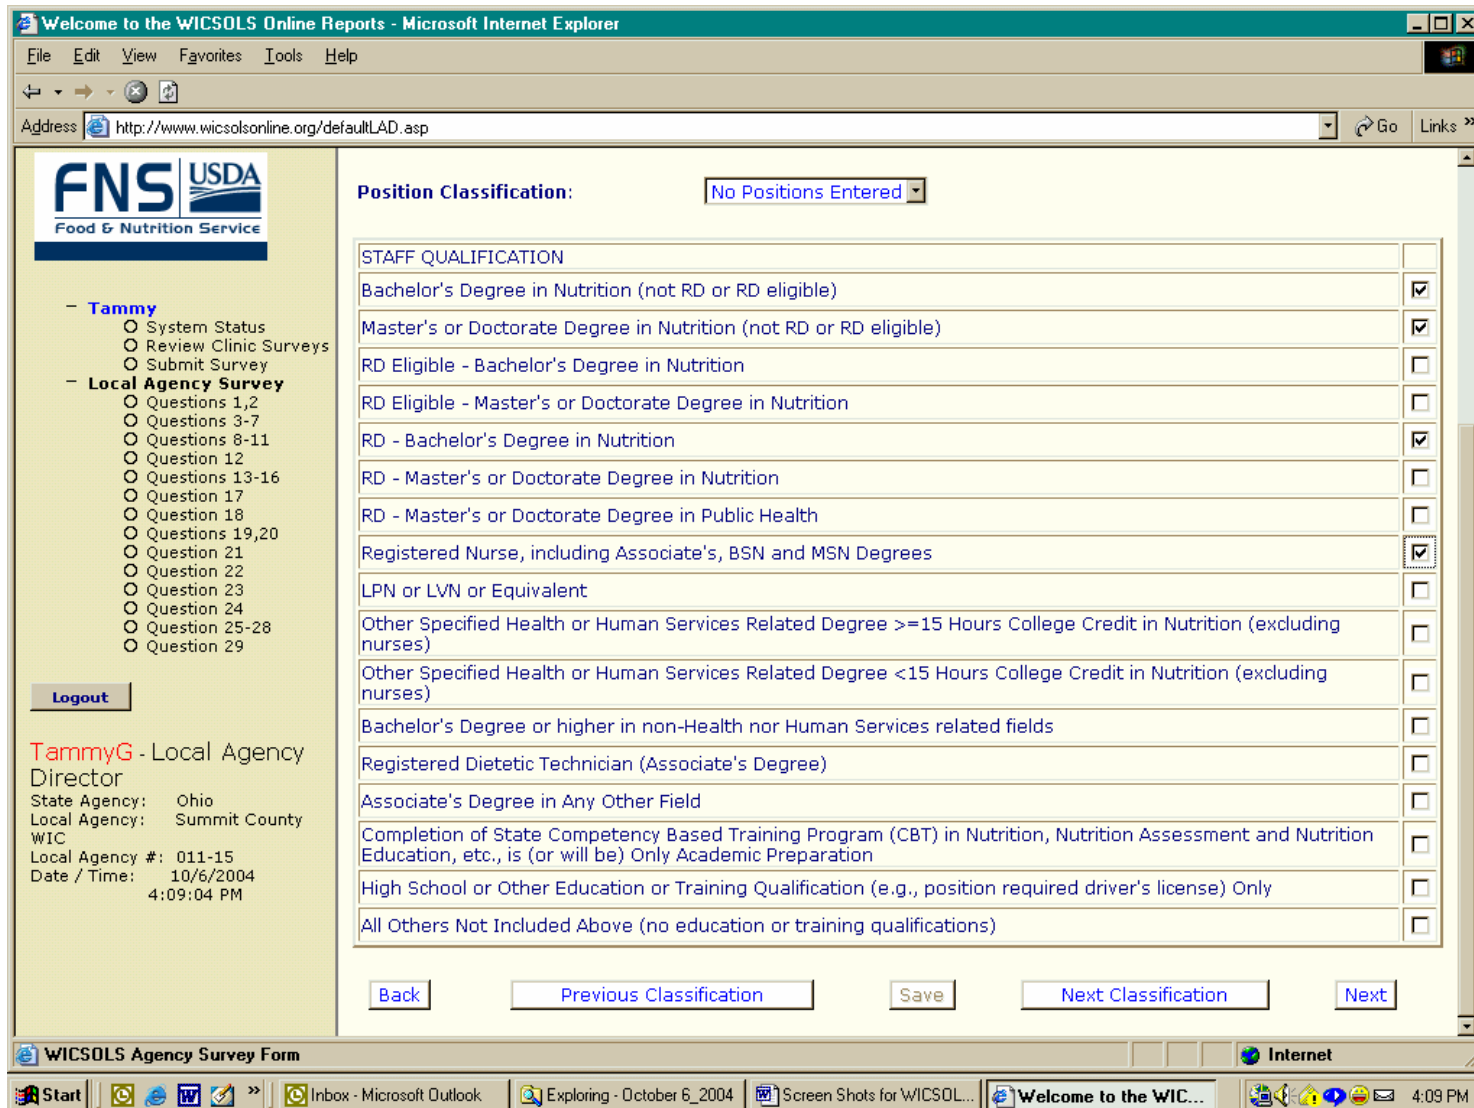 Welcome to the WICSOLS Online Reports - Microsoft Internet Explorer
File Edit View Favorites Tools Help
Address http://www.wicsolsonline.org/defaultLAD.asp Go Links »
FNS USDA
Food & Nutrition Service
Tammy
System Status
Review Clinic Surveys
Submit Survey
Local Agency Survey
Questions 1,2
Questions 3-7
Questions 8-11
Question 12
Questions 13-16
Question 17
Question 18
Questions 19,20
Question 21
Question 22
Question 23
Question 24
Question 25-28
Question 29
Logout
TammyG - Local Agency
Director
State Agency: Ohio
Local Agency: Summit County
WIC
Local Agency #: 011-15
Date / Time: 10/6/2004
4:09:04 PM
Position Classification: No Positions Entered
STAFF QUALIFICATION
Bachelor's Degree in Nutrition (not RD or RD eligible)
Master's or Doctorate Degree in Nutrition (not RD or RD eligible)
RD Eligible - Bachelor's Degree in Nutrition
RD Eligible - Master's or Doctorate Degree in Nutrition
RD - Bachelor's Degree in Nutrition
RD - Master's or Doctorate Degree in Nutrition
RD - Master's or Doctorate Degree in Public Health
Registered Nurse, including Associate's, BSN and MSN Degrees
LPN or LVN or Equivalent
Other Specified Health or Human Services Related Degree >=15 Hours College Credit in Nutrition (excluding
nurses)
Other Specified Health or Human Services Related Degree <15 Hours College Credit in Nutrition (excluding
nurses)
Bachelor's Degree or higher in non-Health nor Human Services related fields
Registered Dietetic Technician (Associate's Degree)
Associate's Degree in Any Other Field
Completion of State Competency Based Training Program (CBT) in Nutrition, Nutrition Assessment and Nutrition
Education, etc., is (or will be) Only Academic Preparation
High School or Other Education or Training Qualification (e.g., position required driver's license) Only
All Others Not Included Above (no education or training qualifications)
Back Previous Classification Save Next Classification Next
WICSOLS Agency Survey Form Internet
Start » Inbox - Microsoft Outlook Exploring - October 6_2004 Screen Shots for WICSOL... Welcome to the WIC... 4:09 PM